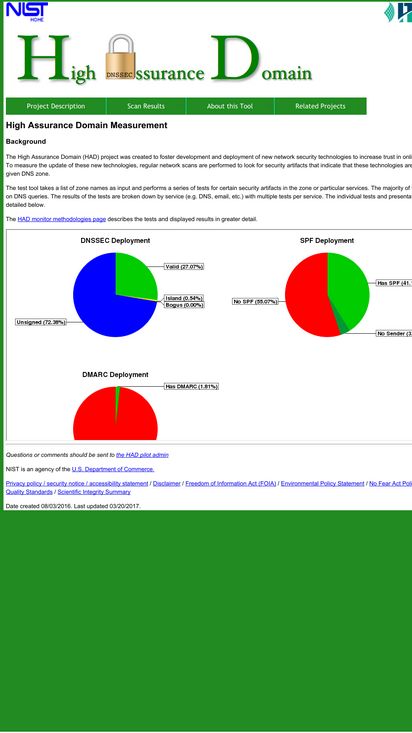 NIST
HOME
High DNSSEC Assurance Domain
Project Description Scan Results About this Tool Related Projects
High Assurance Domain Measurement
Background
The High Assurance Domain (HAD) project was created to foster development and deployment of new network security technologies to increase trust in
To measure the update of these new technologies, regular network scans are performed to look for security artifacts that indicate that these technologies
given DNS zone.
The test tool takes a list of zone names as input and performs a series of tests for certain security artifacts in the zone or particular services. The majority of
on DNS queries. The results of the tests are broken down by service (e.g. DNS, email, etc.) with multiple tests per service. The individual tests and
detailed below.
The HAD monitor methodologies page describes the tests and displayed results in greater detail.
DNSSEC Deployment SPF Deployment
Valid (27.07%)
Has SPF (41.
Island (0.54%)
No SPF (55.07%)
Bogus (0.00%)
Unsigned (72.38%)
No Sender (3.
DMARC Deployment
Has DMARC (1.81%)
Questions or comments should be sent to the HAD pilot admin
NIST is an agency of the U.S. Department of Commerce.
Privacy policy / security notice / accessibility statement / Disclaimer / Freedom of Information Act (FOIA) / Environmental Policy Statement / No Fear Act
Quality Standards / Scientific Integrity Summary
Date created 08/03/2016. Last updated 03/20/2017.